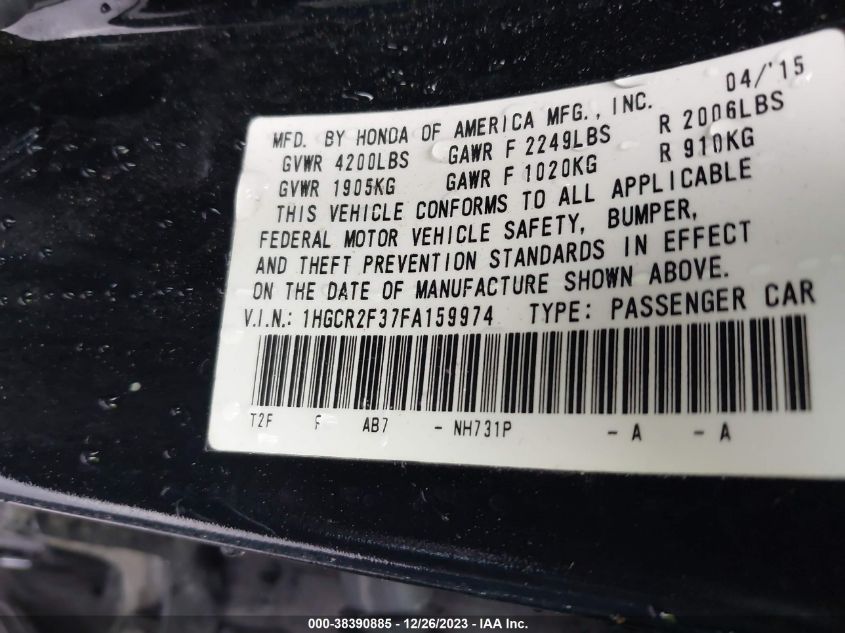 04/'15
MFD. BY HONDA OF AMERICA MFG., INC.
GVWR 4200LBS GAWR F 2249LBS R 2006LBS
GVWR 1905KG GAWR F 1020KG R 910KG
THIS VEHICLE CONFORMS TO ALL APPLICABLE
FEDERAL MOTOR VEHICLE SAFETY, BUMPER,
AND THEFT PREVENTION STANDARDS IN EFFECT
ON THE DATE OF MANUFACTURE SHOWN ABOVE.
V.I.N.: 1HGCR2F37FA159974 TYPE: PASSENGER CAR
T2F F AB7 - NH731P - A - A
000-38390885 - 12/26/2023 - IAA Inc.